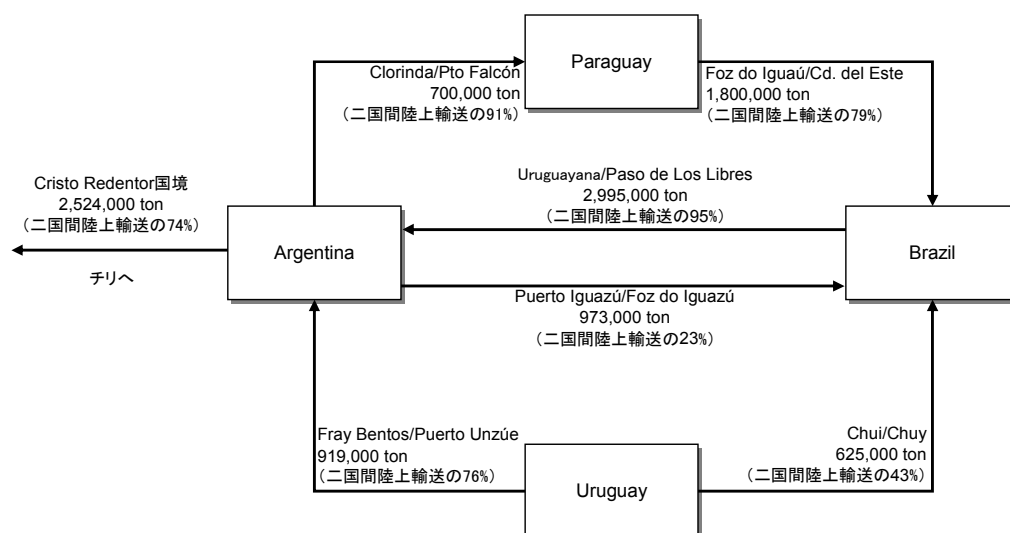 Paraguay
Clorinda/Pto Falcón
700,000 ton
(二国間陸上輸送の91%)
Foz do Iguaú/Cd. del Este
1,800,000 ton
(二国間陸上輸送の79%)
Cristo Redentor国境
2,524,000 ton
(二国間陸上輸送の74%)
チリへ
Argentina
Uruguayana/Paso de Los Libres
2,995,000 ton
(二国間陸上輸送の95%)
Brazil
Puerto Iguazú/Foz do Iguazú
973,000 ton
(二国間陸上輸送の23%)
Fray Bentos/Puerto Unzúe
919,000 ton
(二国間陸上輸送の76%)
Chui/Chuy
625,000 ton
(二国間陸上輸送の43%)
Uruguay